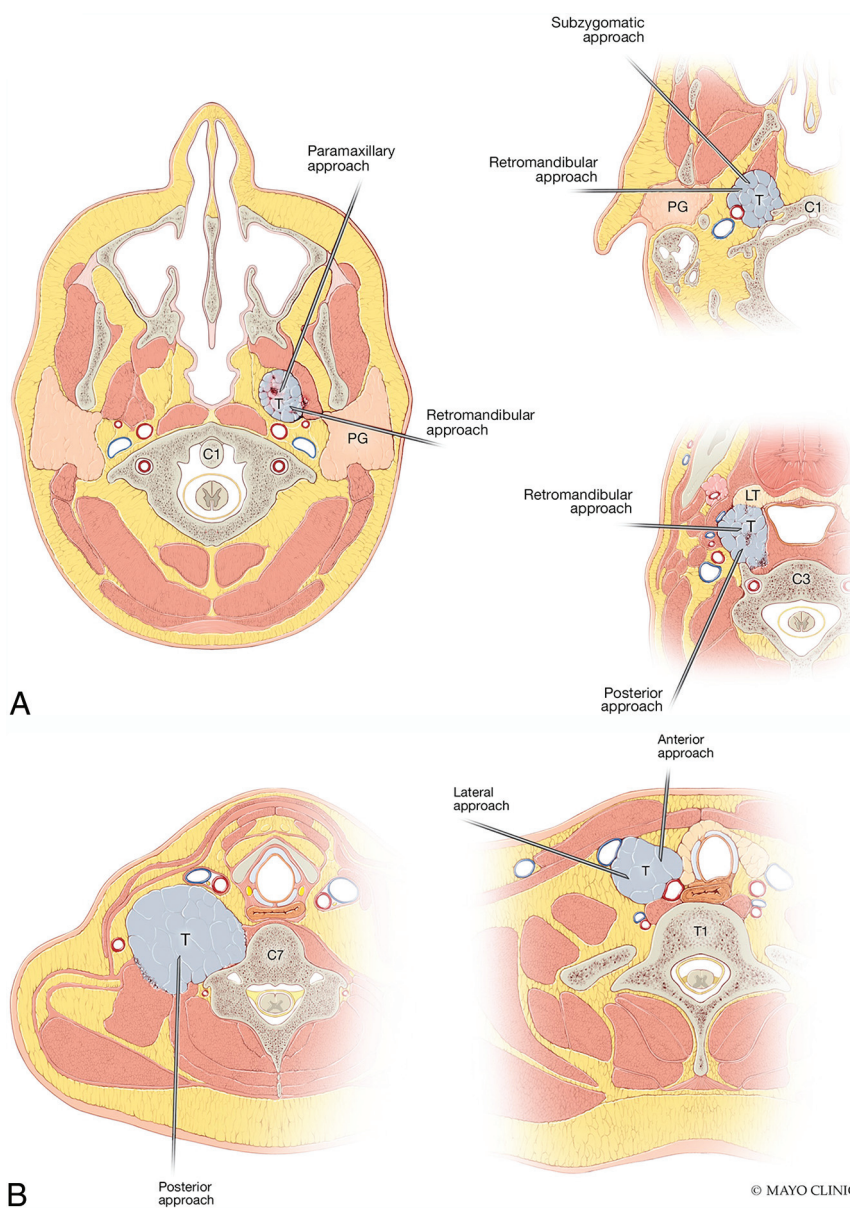 Subzygomatic
approach
Paramaxillary
approach
Retromandibular
approach
PG
T
C1
T
Retromandibular
approach
PG
C1
LT
Retromandibular
approach
T
C3
Posterior
approach
A
Anterior
approach
Lateral
approach
T
T
C7
T1
B
Posterior
approach
© MAYO CLINIC